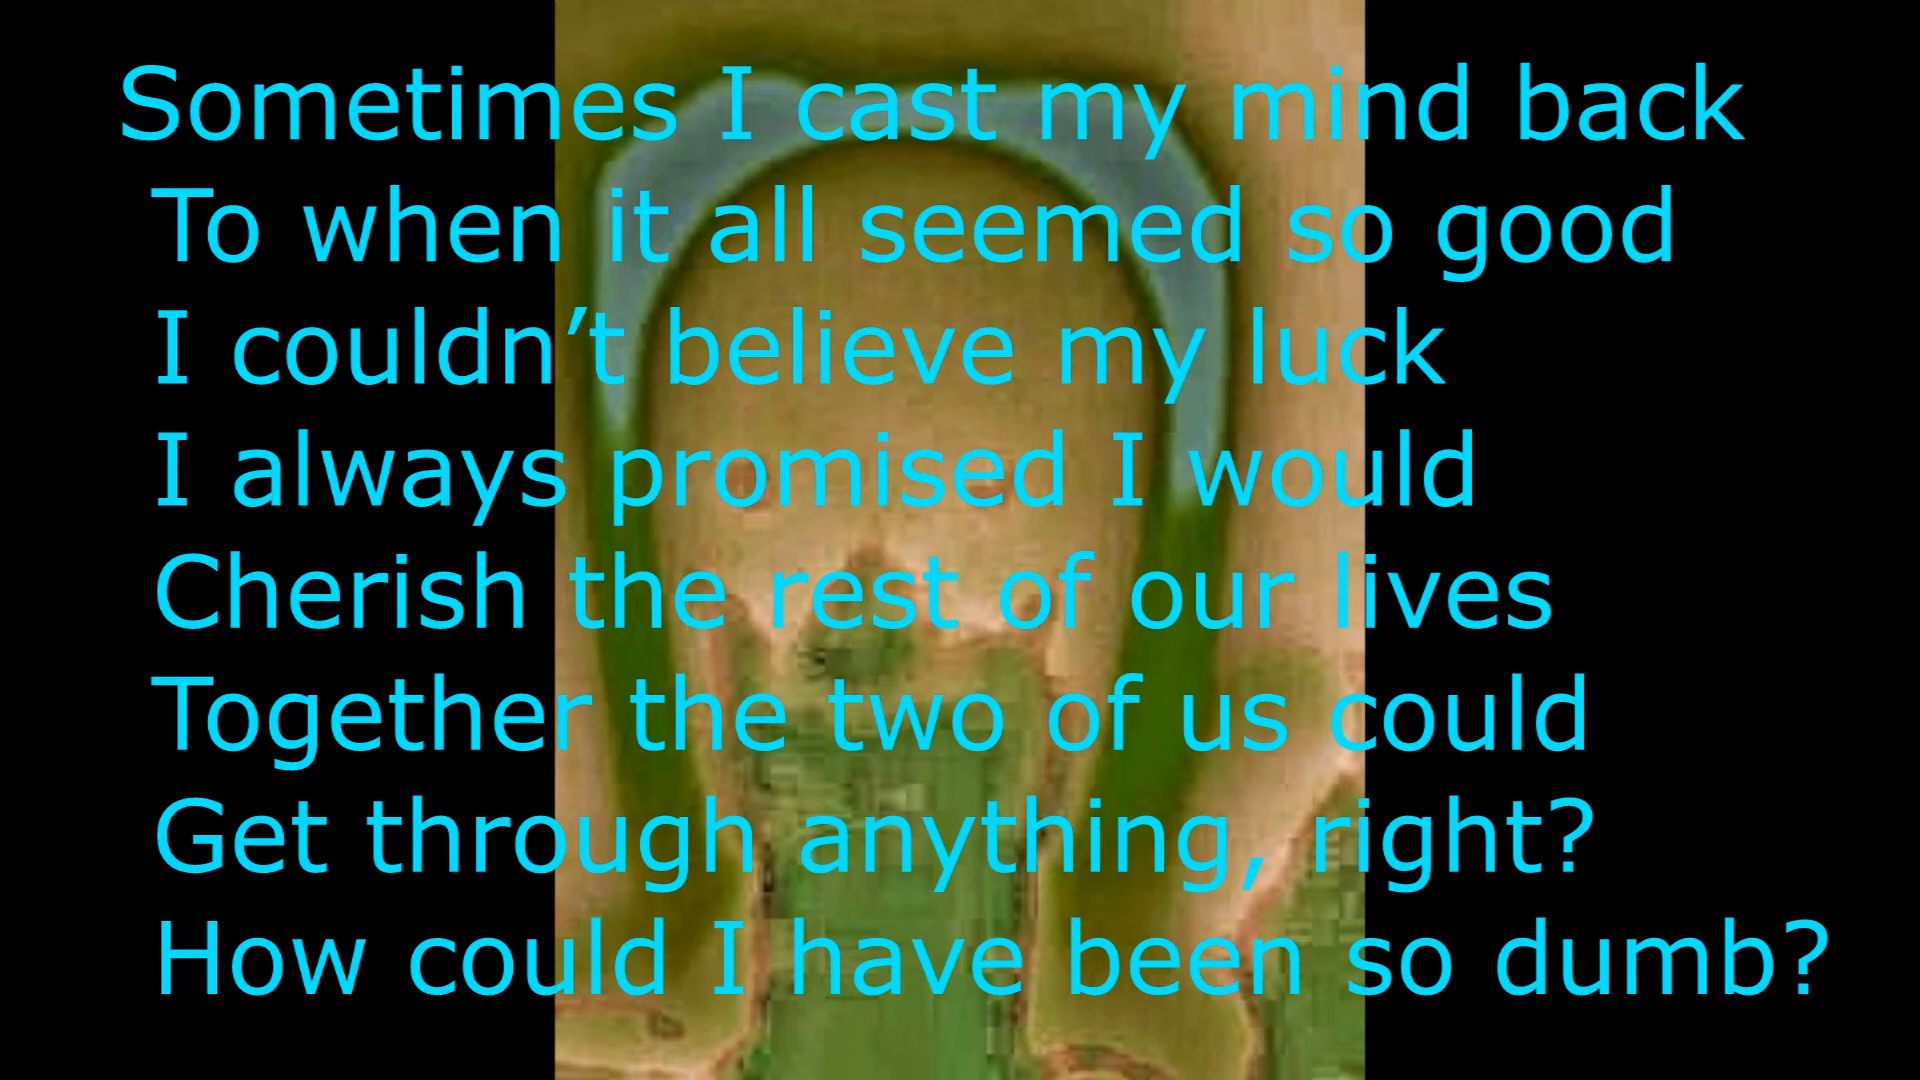 Sometimes I cast my mind back
To when it all seemed so good
I couldn’t believe my luck
I always promised I would
Cherish the rest of our lives
Together the two of us could
Get through anything, right?
How could I have been so dumb?